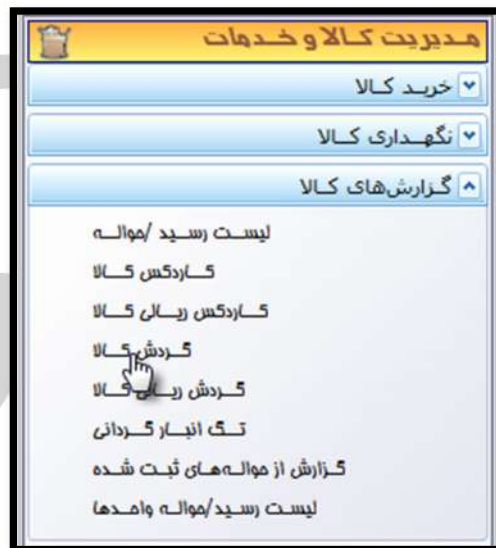 مدیریت کالا و خدمات
خرید کالا
نگهداری کالا
گزارش‌های کالا
لیست رسید /حواله
کاردکس کالا
کاردکس ریالی کالا
گردش کالا
گردش ریالی کالا
تگ انبار گردانی
گزارش از حواله‌های ثبت شده
لیست رسید/حواله واحدها